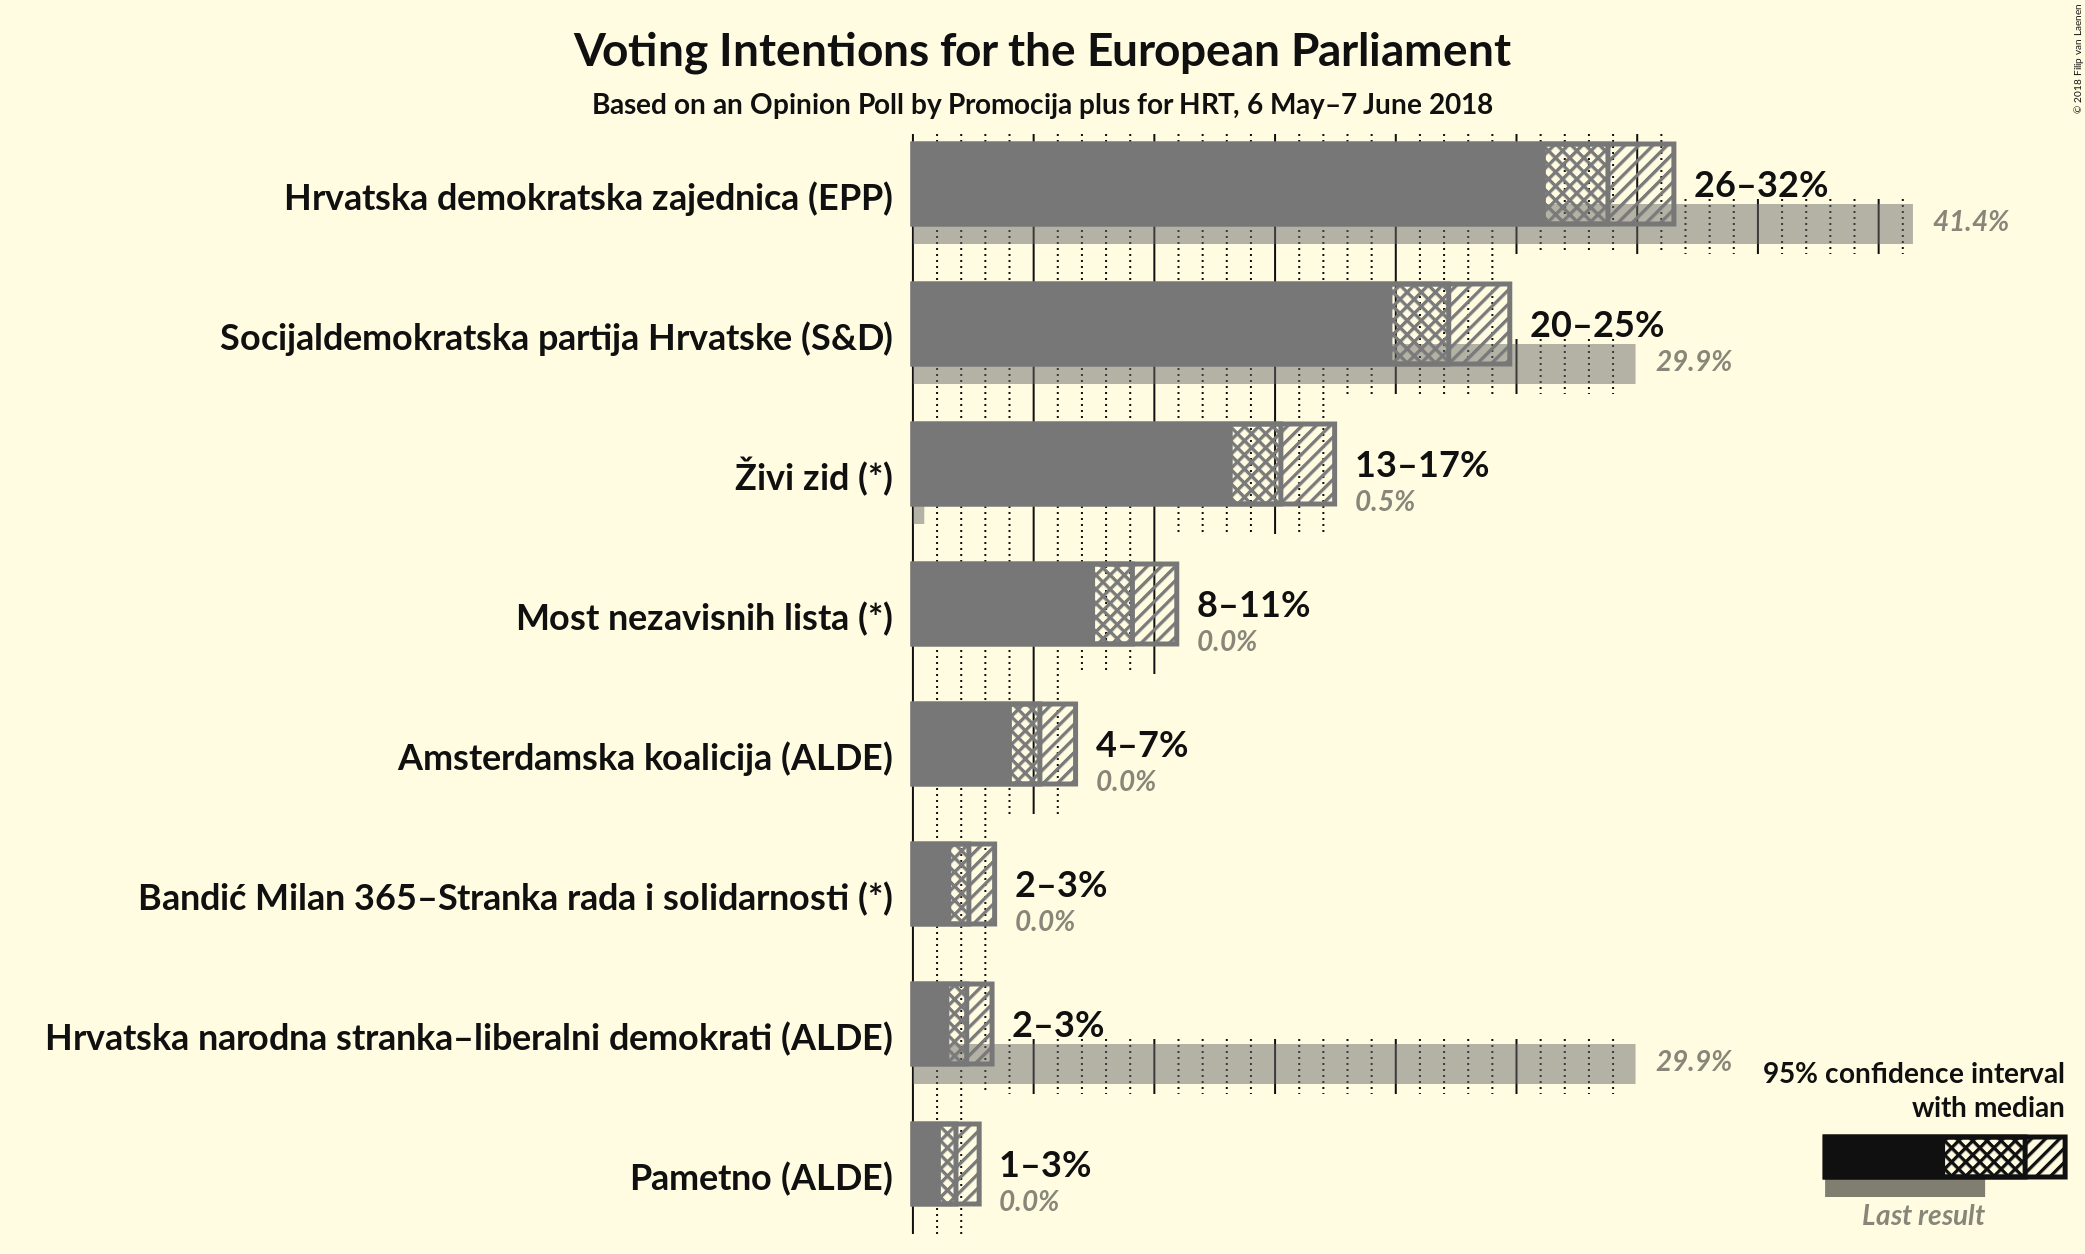 Voting Intentions for the European Parliament
Based on an Opinion Poll by Promocija plus for HRT, 6 May–7 June 2018
© 2018 Filip van Laenen
Hrvatska demokratska zajednica (EPP)
26–32%
41.4%
Socijaldemokratska partija Hrvatske (S&D)
20–25%
29.9%
Živi zid (*)
13–17%
0.5%
Most nezavisnih lista (*)
8–11%
0.0%
Amsterdamska koalicija (ALDE)
4–7%
0.0%
Bandić Milan 365–Stranka rada i solidarnosti (*)
2–3%
0.0%
Hrvatska narodna stranka–liberalni demokrati (ALDE)
2–3%
29.9%
Pametno (ALDE)
1–3%
0.0%
95% confidence interval
with median
Last result